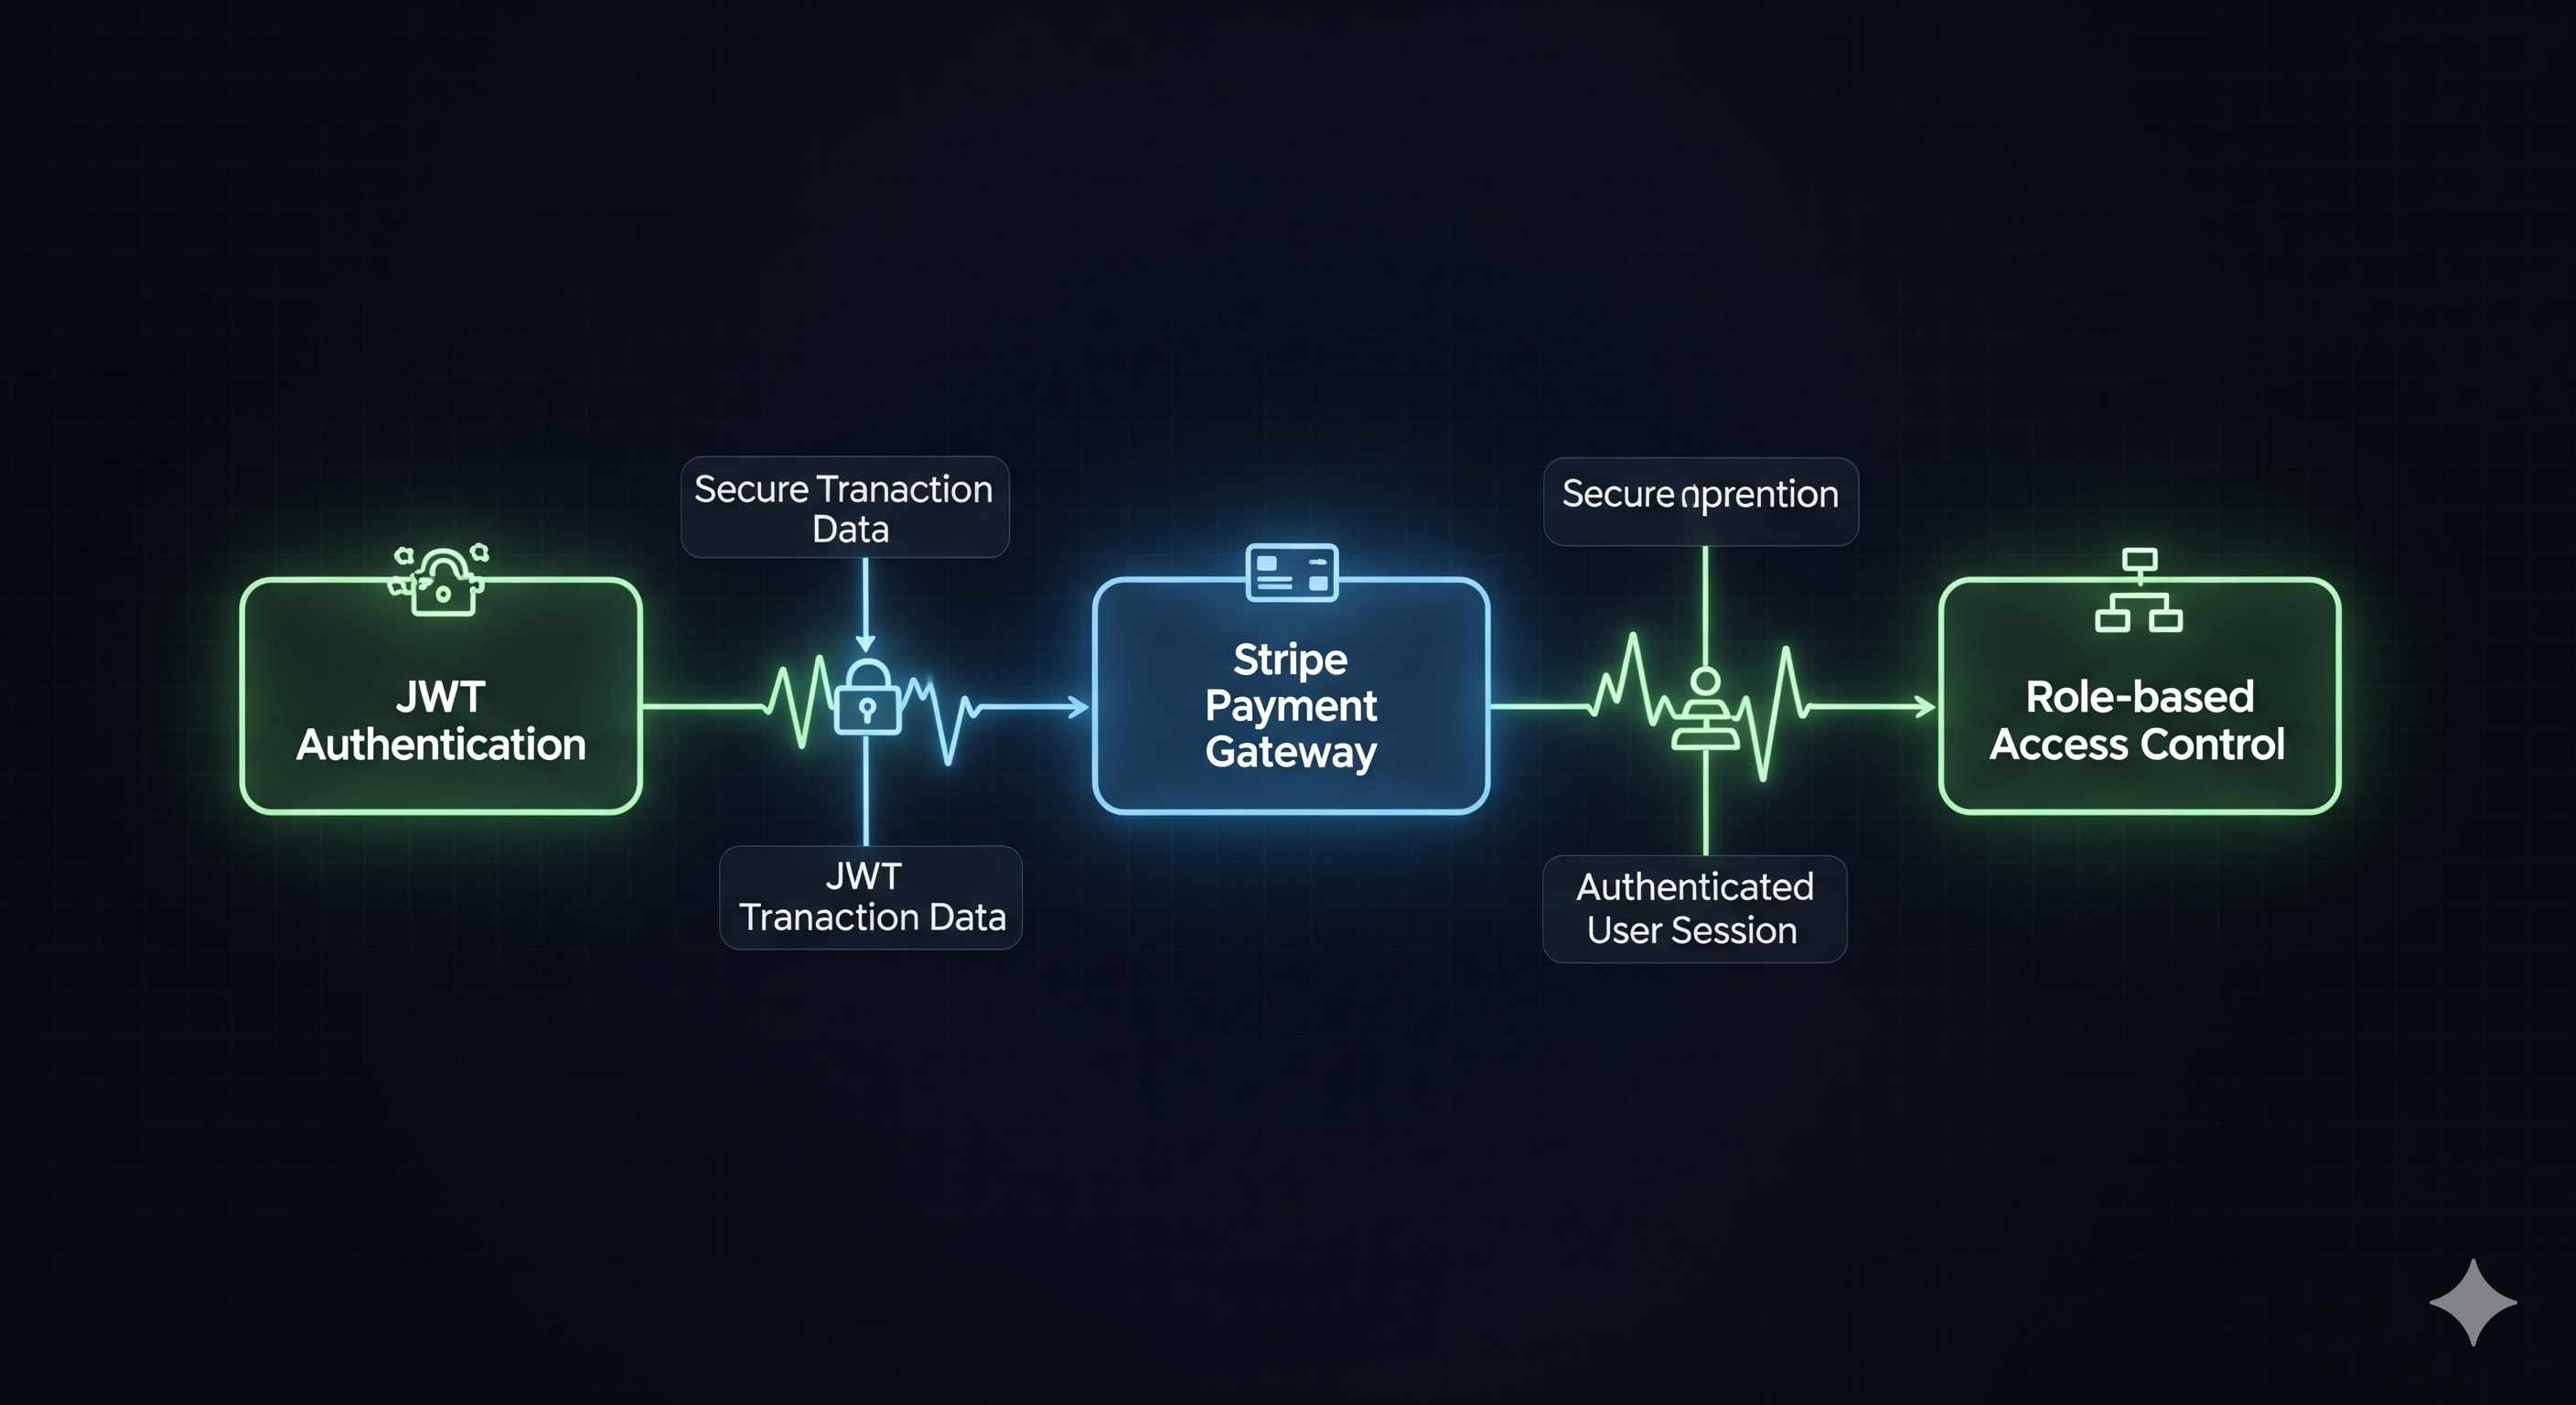 JWT
Authentication
Secure Tranaction
Data
JWT
Tranaction Data
Stripe
Payment
Gateway
Secure
Authenticated
User Session
Role-based
Access Control